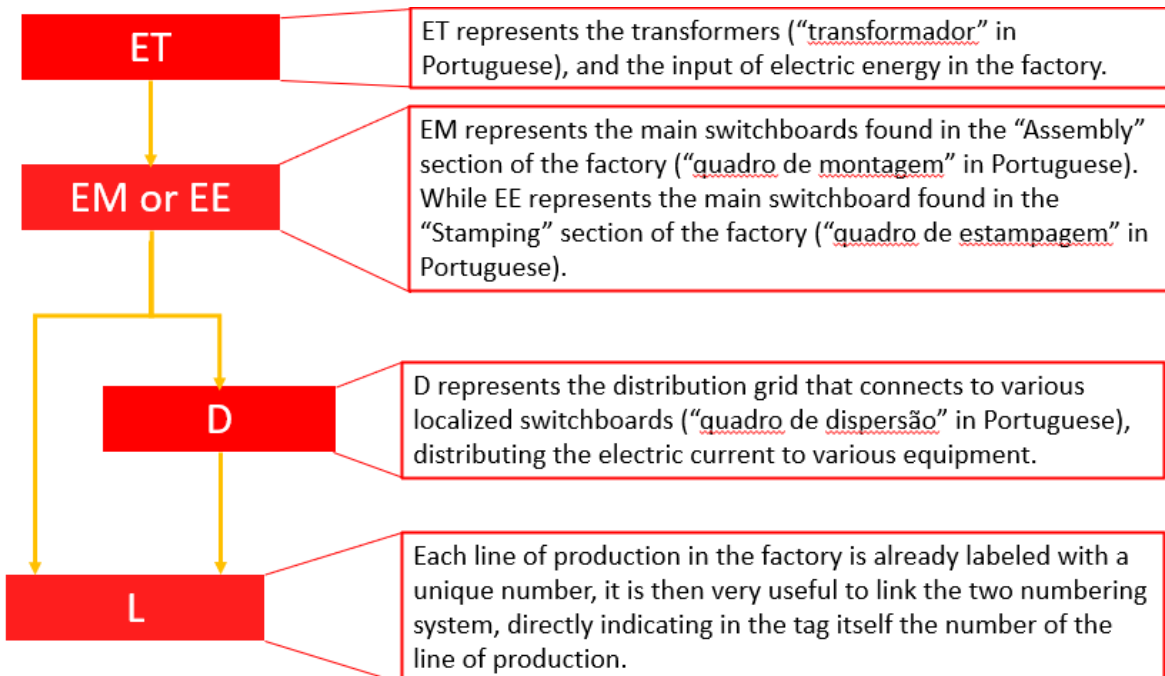 ET
ET represents the transformers (“transformador” in
Portuguese), and the input of electric energy in the factory.
EM or EE
EM represents the main switchboards found in the “Assembly”
section of the factory (“quadro de montagem” in Portuguese).
While EE represents the main switchboard found in the
“Stamping” section of the factory (“quadro de estampagem” in
Portuguese).
D
D represents the distribution grid that connects to various
localized switchboards (“quadro de dispersão” in Portuguese),
distributing the electric current to various equipment.
L
Each line of production in the factory is already labeled with a
unique number, it is then very useful to link the two numbering
system, directly indicating in the tag itself the number of the
line of production.